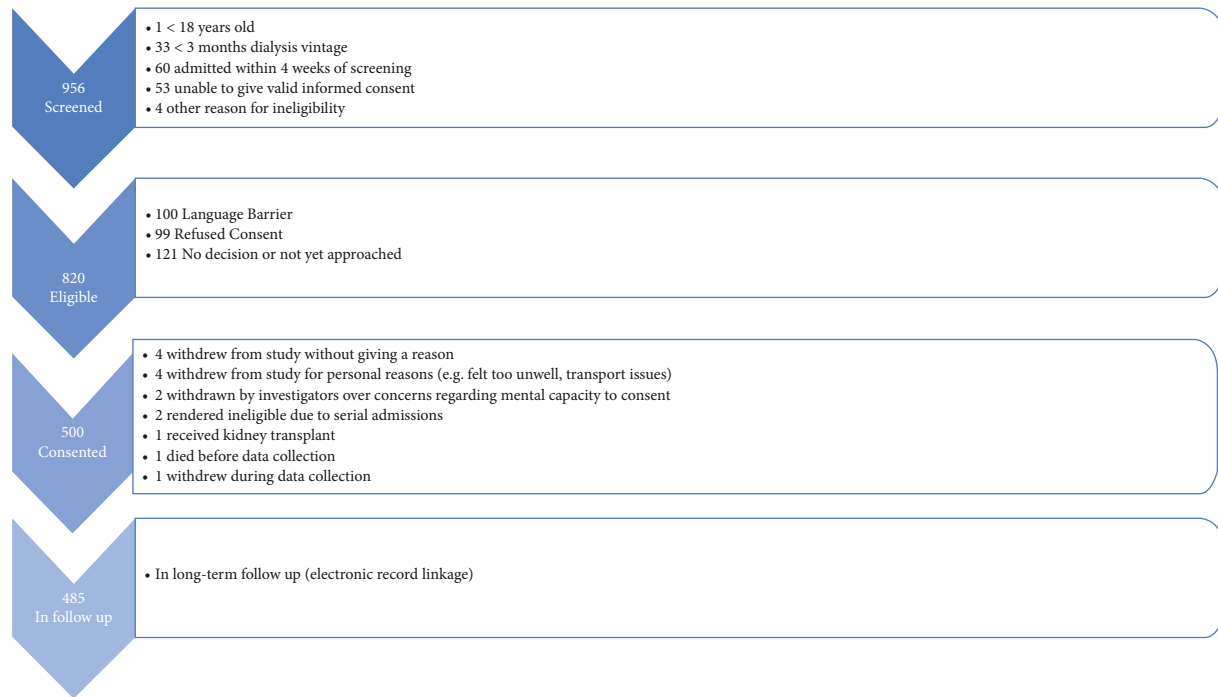 956
Screened
• 1 < 18 years old
• 33 < 3 months dialysis vintage
• 60 admitted within 4 weeks of screening
• 53 unable to give valid informed consent
• 4 other reason for ineligibility
820
Eligible
• 100 Language Barrier
• 99 Refused Consent
• 121 No decision or not yet approached
500
Consented
• 4 withdrew from study without giving a reason
• 4 withdrew from study for personal reasons (e.g. felt too unwell, transport issues)
• 2 withdrawn by investigators over concerns regarding mental capacity to consent
• 2 rendered ineligible due to serial admissions
• 1 received kidney transplant
• 1 died before data collection
• 1 withdrew during data collection
485
In follow up
• In long-term follow up (electronic record linkage)